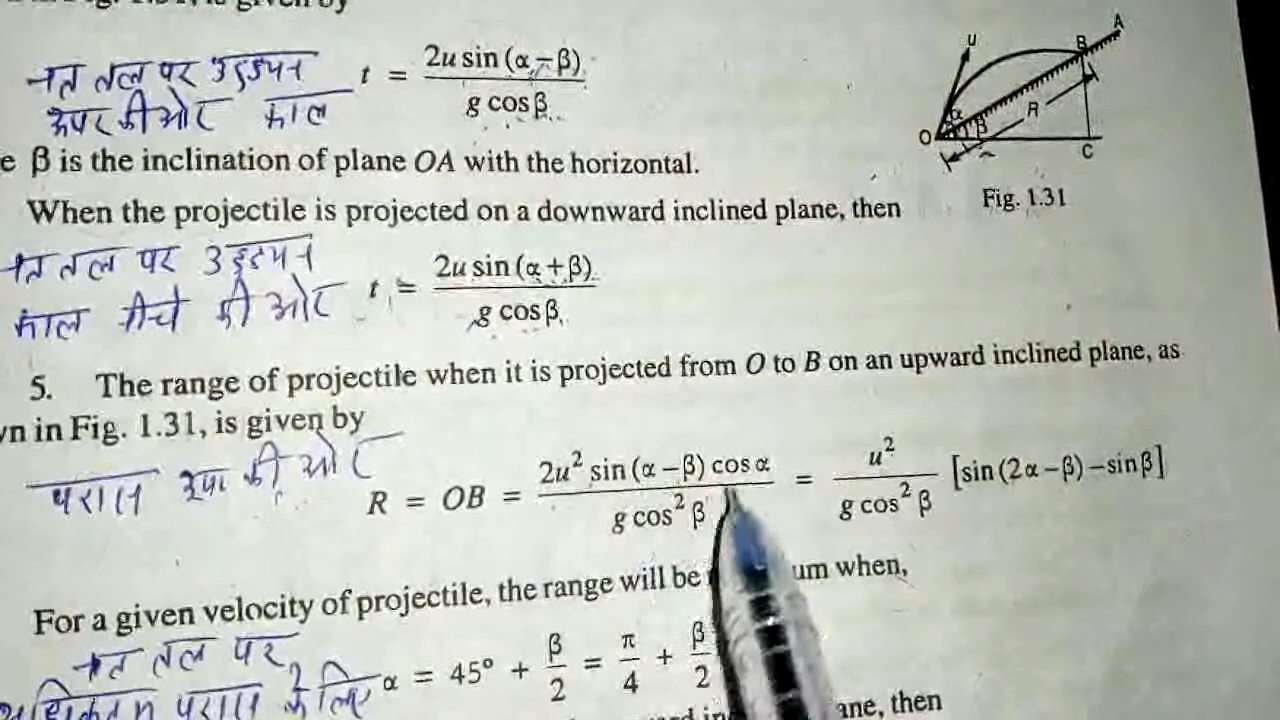 given by
नत तल पर उड्डयन t = 2u sin (α − β) / g cos β
ऊपर की ओर काल
e β is the inclination of plane OA with the horizontal.
When the projectile is projected on a downward inclined plane, then
नत तल पर उड्डयन
काल नीचे की ओर t = 2u sin (α + β) / g cos β
u
B
A
α
β
R
O
C
Fig. 1.31
5. The range of projectile when it is projected from O to B on an upward inclined plane, as
wn in Fig. 1.31, is given by
परास ऊपर की ओर
R = OB = 2u² sin (α − β) cos α / g cos² β = u² / g cos² β [sin (2α − β) − sin β]
For a given velocity of projectile, the range will be um when,
नत तल पर
अधिकतम परास के लिए α = 45° + β/2 = π/4 + β/2
ane, then